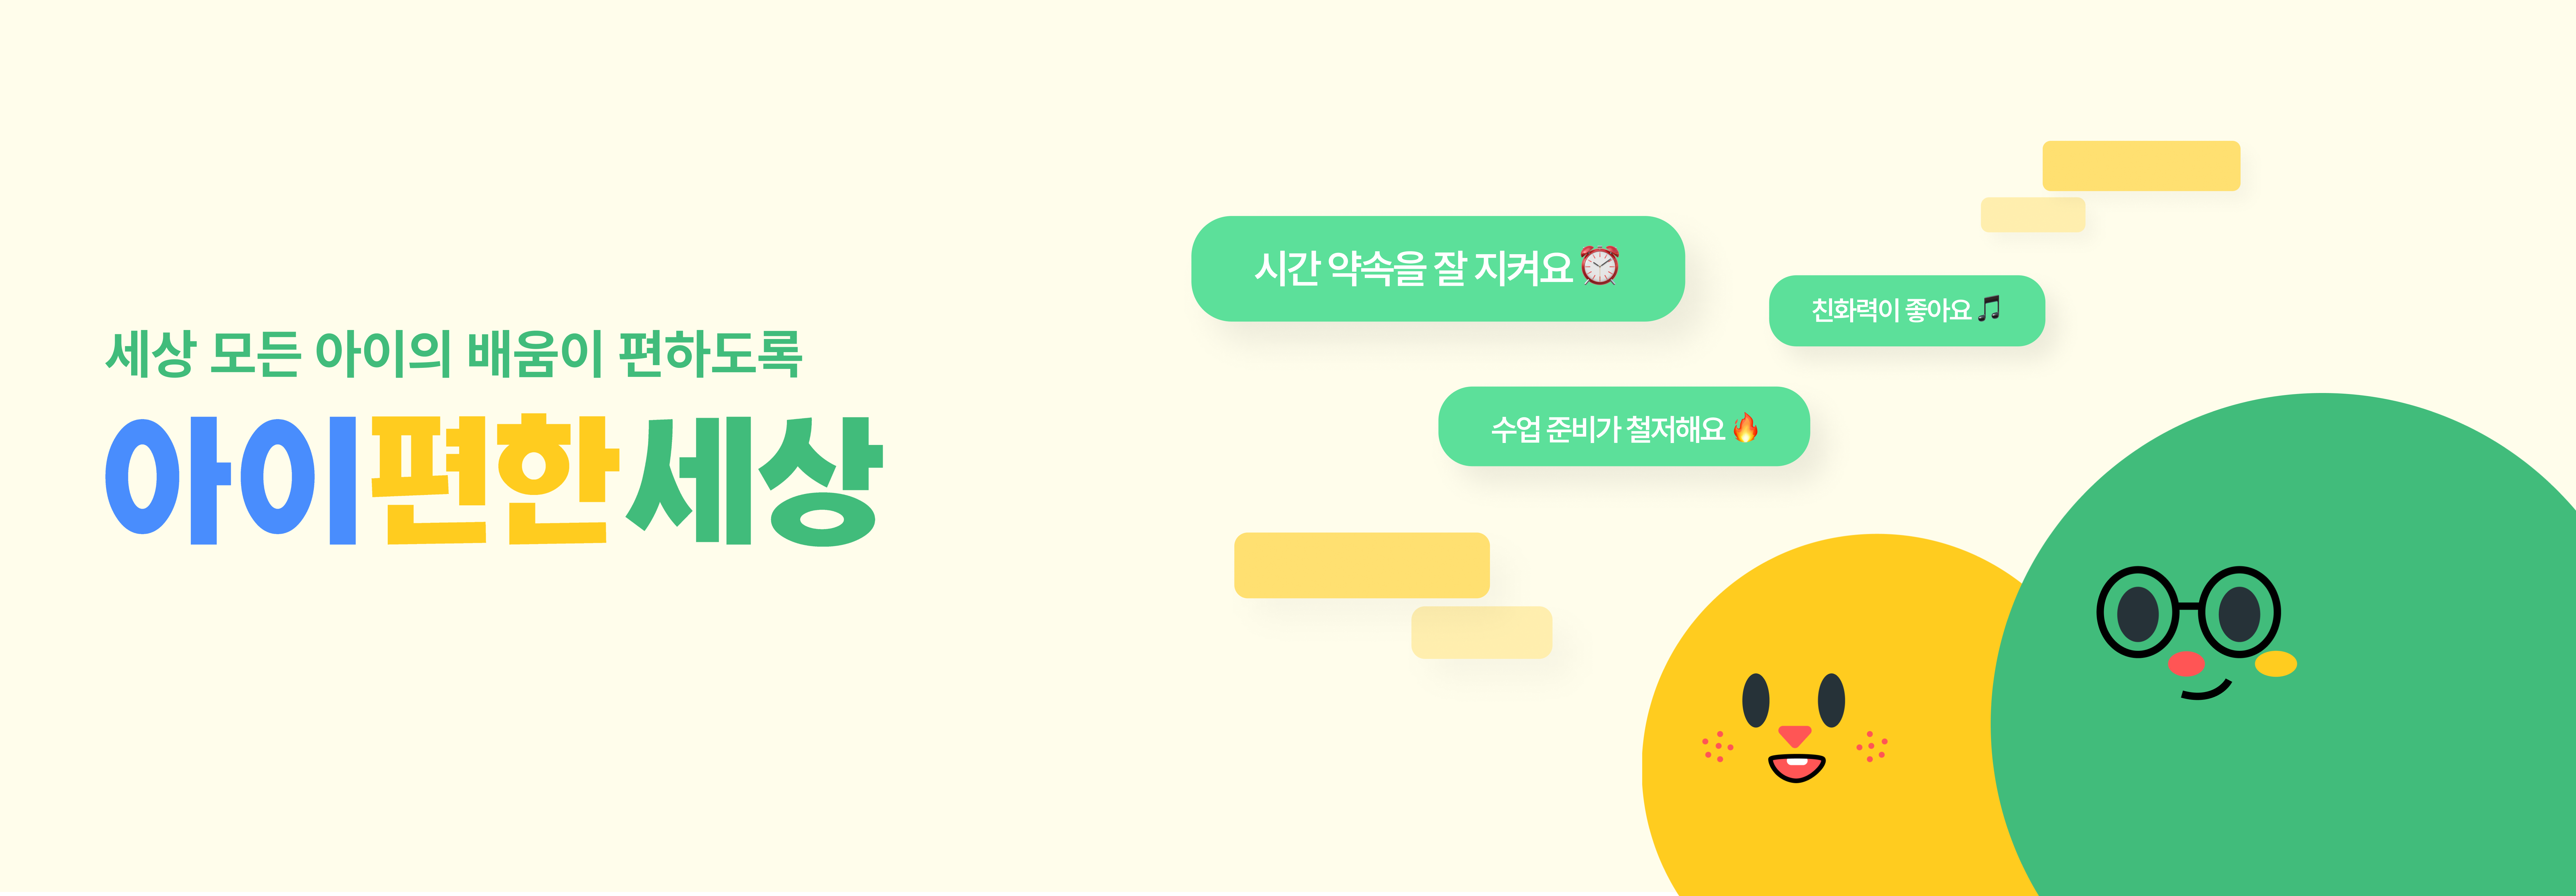 세상 모든 아이의 배움이 편하도록
아이편한세상
시간 약속을 잘 지켜요⏰
친화력이 좋아요🎵
수업 준비가 철저해요🔥